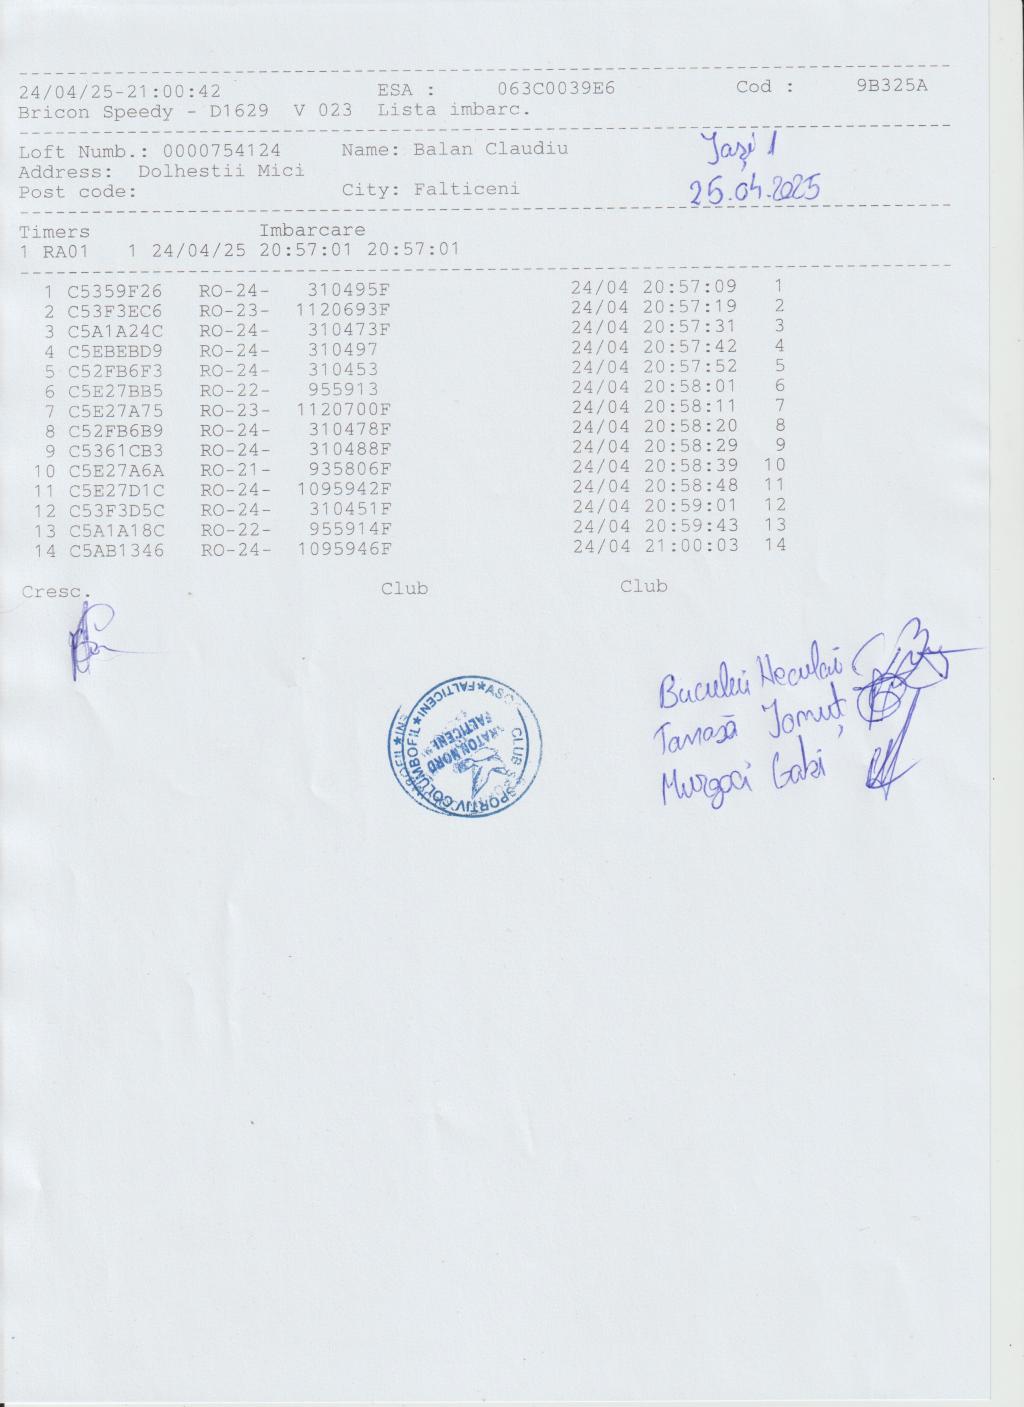 24/04/25-21:00:42 ESA : 063C0039E6 Cod : 9B325A
Bricon Speedy - D1629 V 023 Lista imbarc.
Loft Numb.: 0000754124 Name: Balan Claudiu Iași 1
Address: Dolhestii Mici
Post code: City: Falticeni 25.04.2025
Timers Imbarcare
1 RA01 1 24/04/25 20:57:01 20:57:01
1 C5359F26 RO-24- 310495F 24/04 20:57:09 1
2 C53F3EC6 RO-23- 1120693F 24/04 20:57:19 2
3 C5A1A24C RO-24- 310473F 24/04 20:57:31 3
4 C5EBEBD9 RO-24- 310497 24/04 20:57:42 4
5 C52FB6F3 RO-24- 310453 24/04 20:57:52 5
6 C5E27BB5 RO-22- 955913 24/04 20:58:01 6
7 C5E27A75 RO-23- 1120700F 24/04 20:58:11 7
8 C52FB6B9 RO-24- 310478F 24/04 20:58:20 8
9 C5361CB3 RO-24- 310488F 24/04 20:58:29 9
10 C5E27A6A RO-21- 935806F 24/04 20:58:39 10
11 C5E27D1C RO-24- 1095942F 24/04 20:58:48 11
12 C53F3D5C RO-24- 310451F 24/04 20:59:01 12
13 C5A1A18C RO-22- 955914F 24/04 20:59:43 13
14 C5AB1346 RO-24- 1095946F 24/04 21:00:03 14
Cresc. Club Club
Neculai
Tanasă Ionuț
Murgoci Gabi
CLUB SPORTIV COLUMBOFIL FALTICENI
MARATON NORD
FALTICENI